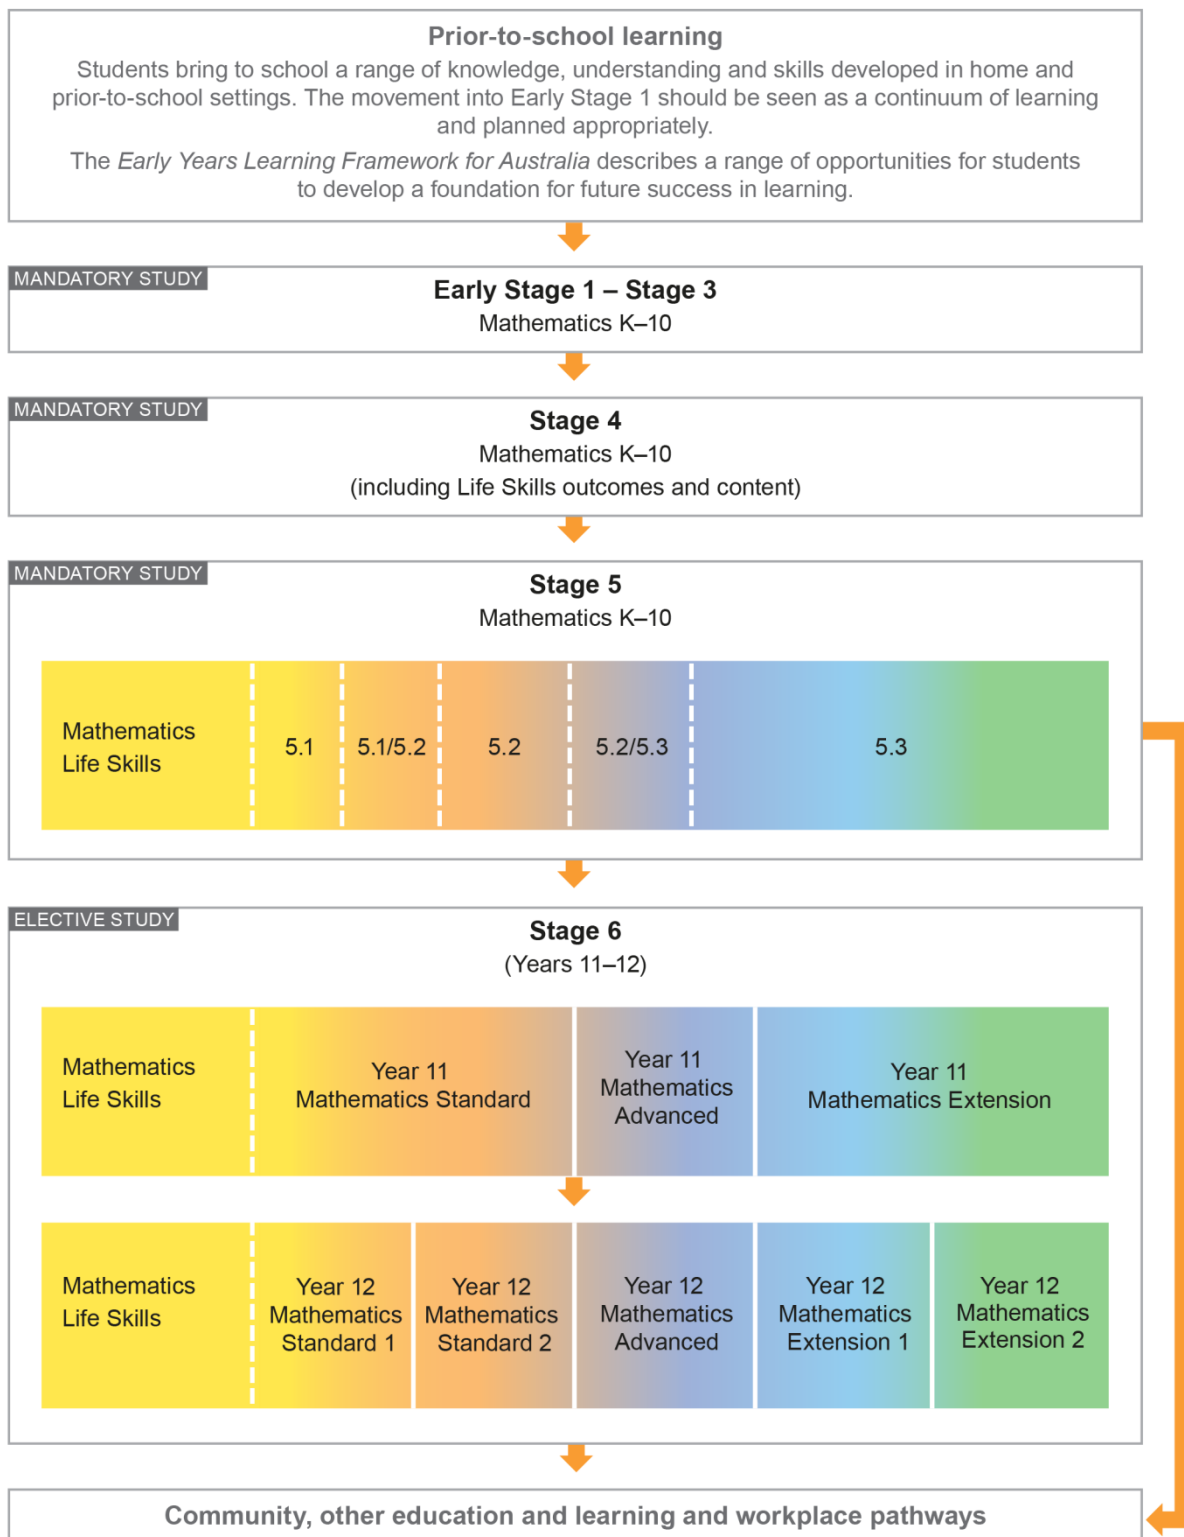 Prior-to-school learning
Students bring to school a range of knowledge, understanding and skills developed in home and
prior-to-school settings. The movement into Early Stage 1 should be seen as a continuum of learning
and planned appropriately.
The Early Years Learning Framework for Australia describes a range of opportunities for students
to develop a foundation for future success in learning.
MANDATORY STUDY
Early Stage 1 – Stage 3
Mathematics K–10
MANDATORY STUDY
Stage 4
Mathematics K–10
(including Life Skills outcomes and content)
MANDATORY STUDY
Stage 5
Mathematics K–10
Mathematics
Life Skills
5.1
5.1/5.2
5.2
5.2/5.3
5.3
ELECTIVE STUDY
Stage 6
(Years 11–12)
Mathematics
Life Skills
Year 11
Mathematics Standard
Year 11
Mathematics
Advanced
Year 11
Mathematics Extension
Mathematics
Life Skills
Year 12
Mathematics
Standard 1
Year 12
Mathematics
Standard 2
Year 12
Mathematics
Advanced
Year 12
Mathematics
Extension 1
Year 12
Mathematics
Extension 2
Community, other education and learning and workplace pathways